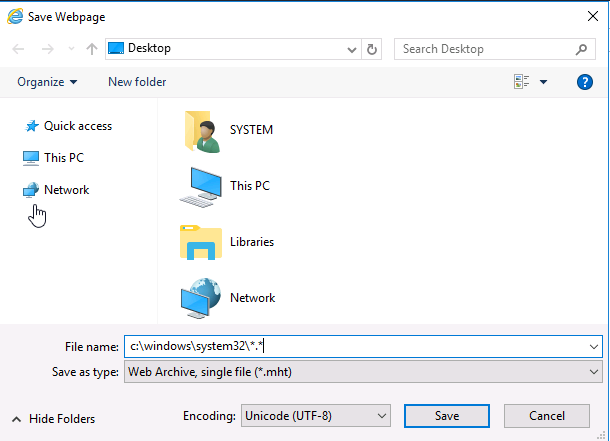 Save Webpage
Desktop
Search Desktop
Organize
New folder
?
Quick access
This PC
Network
SYSTEM
This PC
Libraries
Network
File name: c:\windows\system32\*.*
Save as type: Web Archive, single file (*.mht)
Hide Folders
Encoding: Unicode (UTF-8)
Save
Cancel